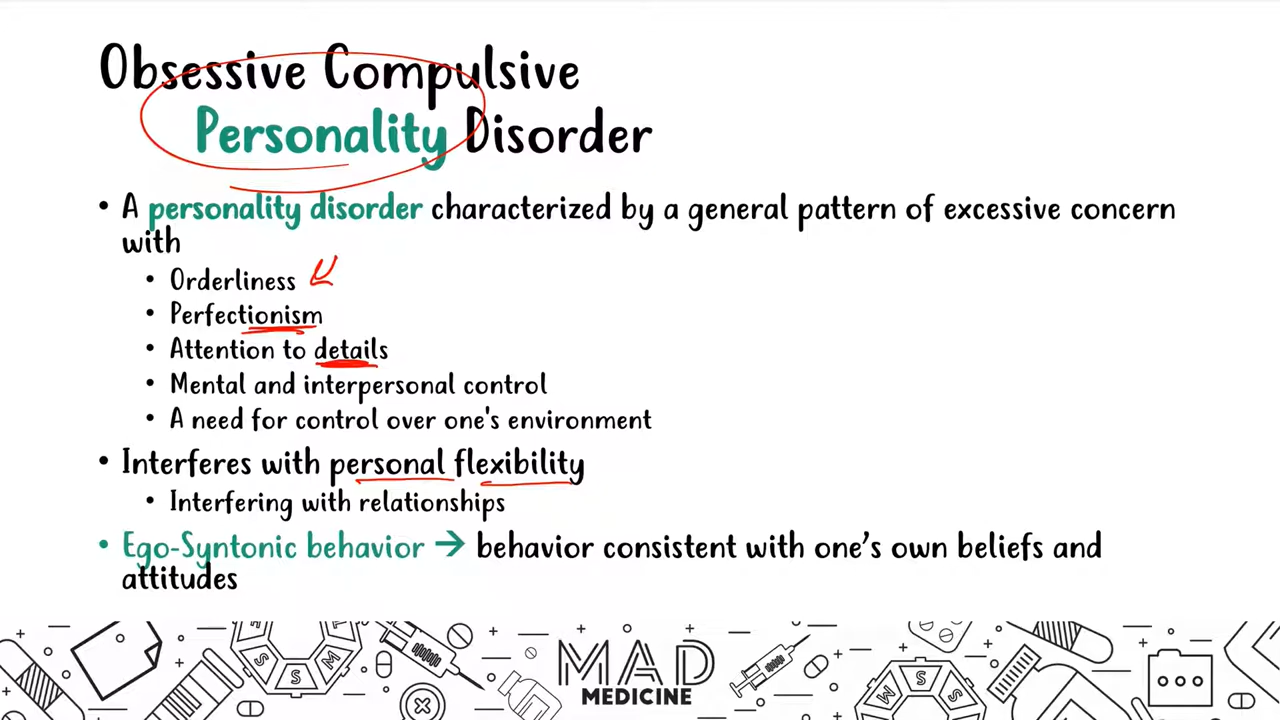 Obsessive Compulsive
Personality Disorder
• A personality disorder characterized by a general pattern of excessive concern
with
• Orderliness
• Perfectionism
• Attention to details
• Mental and interpersonal control
• A need for control over one's environment
• Interferes with personal flexibility
• Interfering with relationships
• Ego-Syntonic behavior → behavior consistent with one’s own beliefs and
attitudes
MAD
MEDICINE